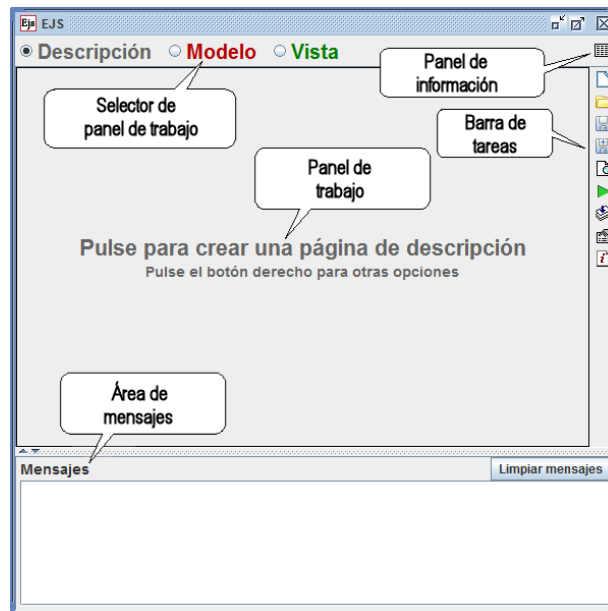 Ejs EJS
Descripción Modelo Vista
Panel de
información
Selector de
panel de trabajo
Barra de
tareas
Panel de
trabajo
Pulse para crear una página de descripción
Pulse el botón derecho para otras opciones
Área de
mensajes
Mensajes
Limpiar mensajes